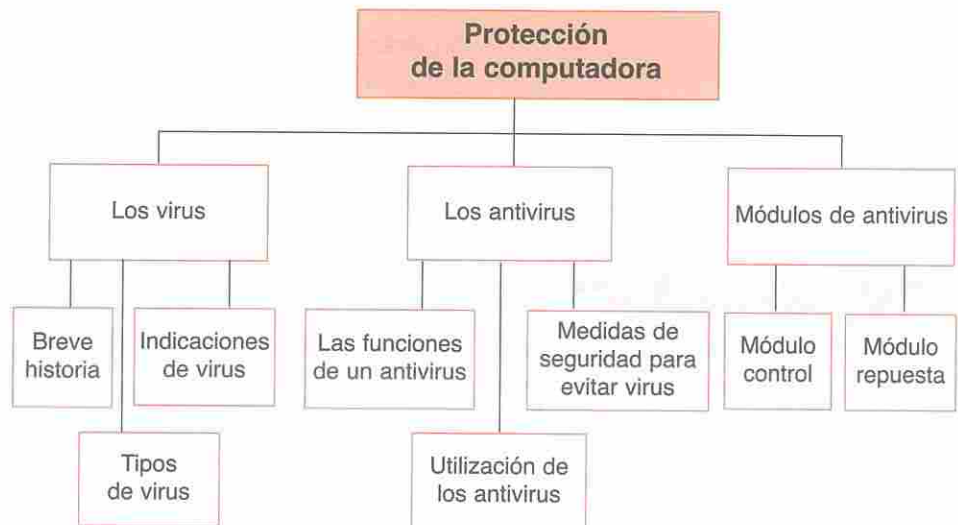 Protección
de la computadora
Los virus
Los antivirus
Módulos de antivirus
Breve
historia
Indicaciones
de virus
Las funciones
de un antivirus
Medidas de
seguridad para
evitar virus
Módulo
control
Módulo
repuesta
Tipos
de virus
Utilización de
los antivirus